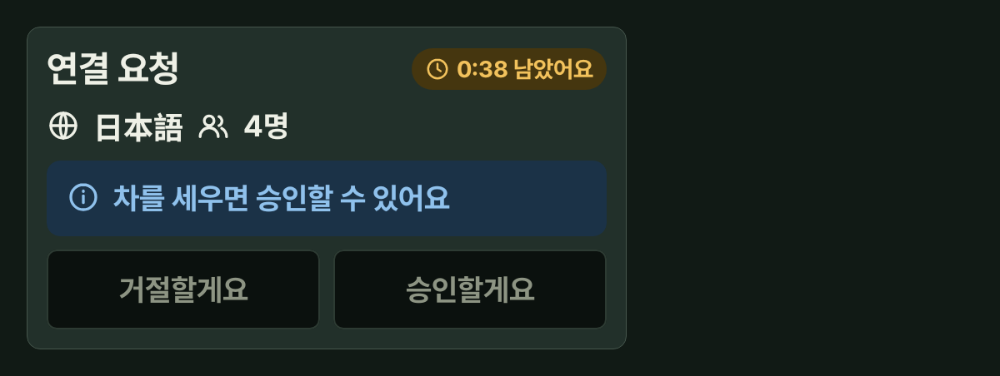 연결 요청
0:38 남았어요
日本語 4명
차를 세우면 승인할 수 있어요
거절할게요
승인할게요